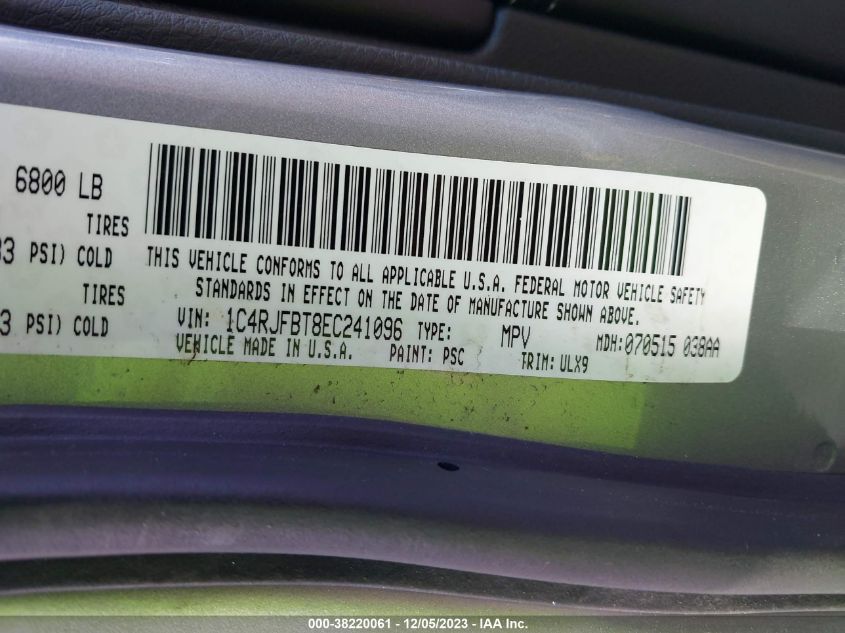 6800 LB
TIRES
PSI) COLD
TIRES
3 PSI) COLD
THIS VEHICLE CONFORMS TO ALL APPLICABLE U.S.A. FEDERAL MOTOR VEHICLE SAFETY
STANDARDS IN EFFECT ON THE DATE OF MANUFACTURE SHOWN ABOVE.
VIN: 1C4RJFBT8EC241096 TYPE: MPV MDH:070515 038AA
VEHICLE MADE IN U.S.A. PAINT: PSC TRIM: ULX9
000-38220061 - 12/05/2023 - IAA Inc.